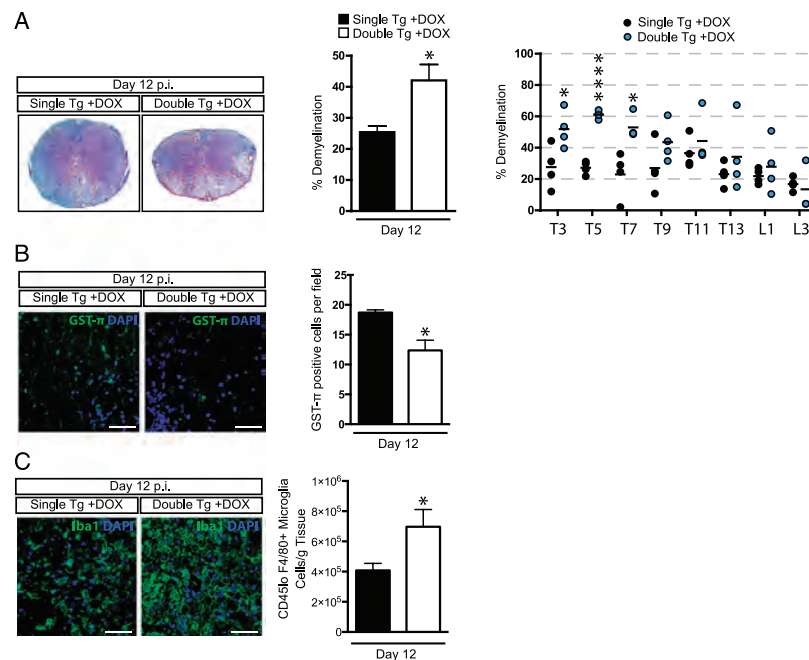 A
Day 12 p.i.
Single Tg +DOX
Double Tg +DOX
Single Tg +DOX
Double Tg +DOX
% Demyelination
50
40
30
20
10
0
*
Day 12
Single Tg +DOX
Double Tg +DOX
% Demyelination
100
80
60
40
20
0
*
****
*
T3 T5 T7 T9 T11 T13 L1 L3
B
Day 12 p.i.
Single Tg +DOX
Double Tg +DOX
GST-π DAPI
GST-π DAPI
GST-π positive cells per field
25
20
15
10
5
0
*
Day 12
C
Day 12 p.i.
Single Tg +DOX
Double Tg +DOX
Iba1 DAPI
Iba1 DAPI
CD45lo F4/80+ Microglia
Cells/g Tissue
1×10⁶
8×10⁵
6×10⁵
4×10⁵
2×10⁵
*
Day 12